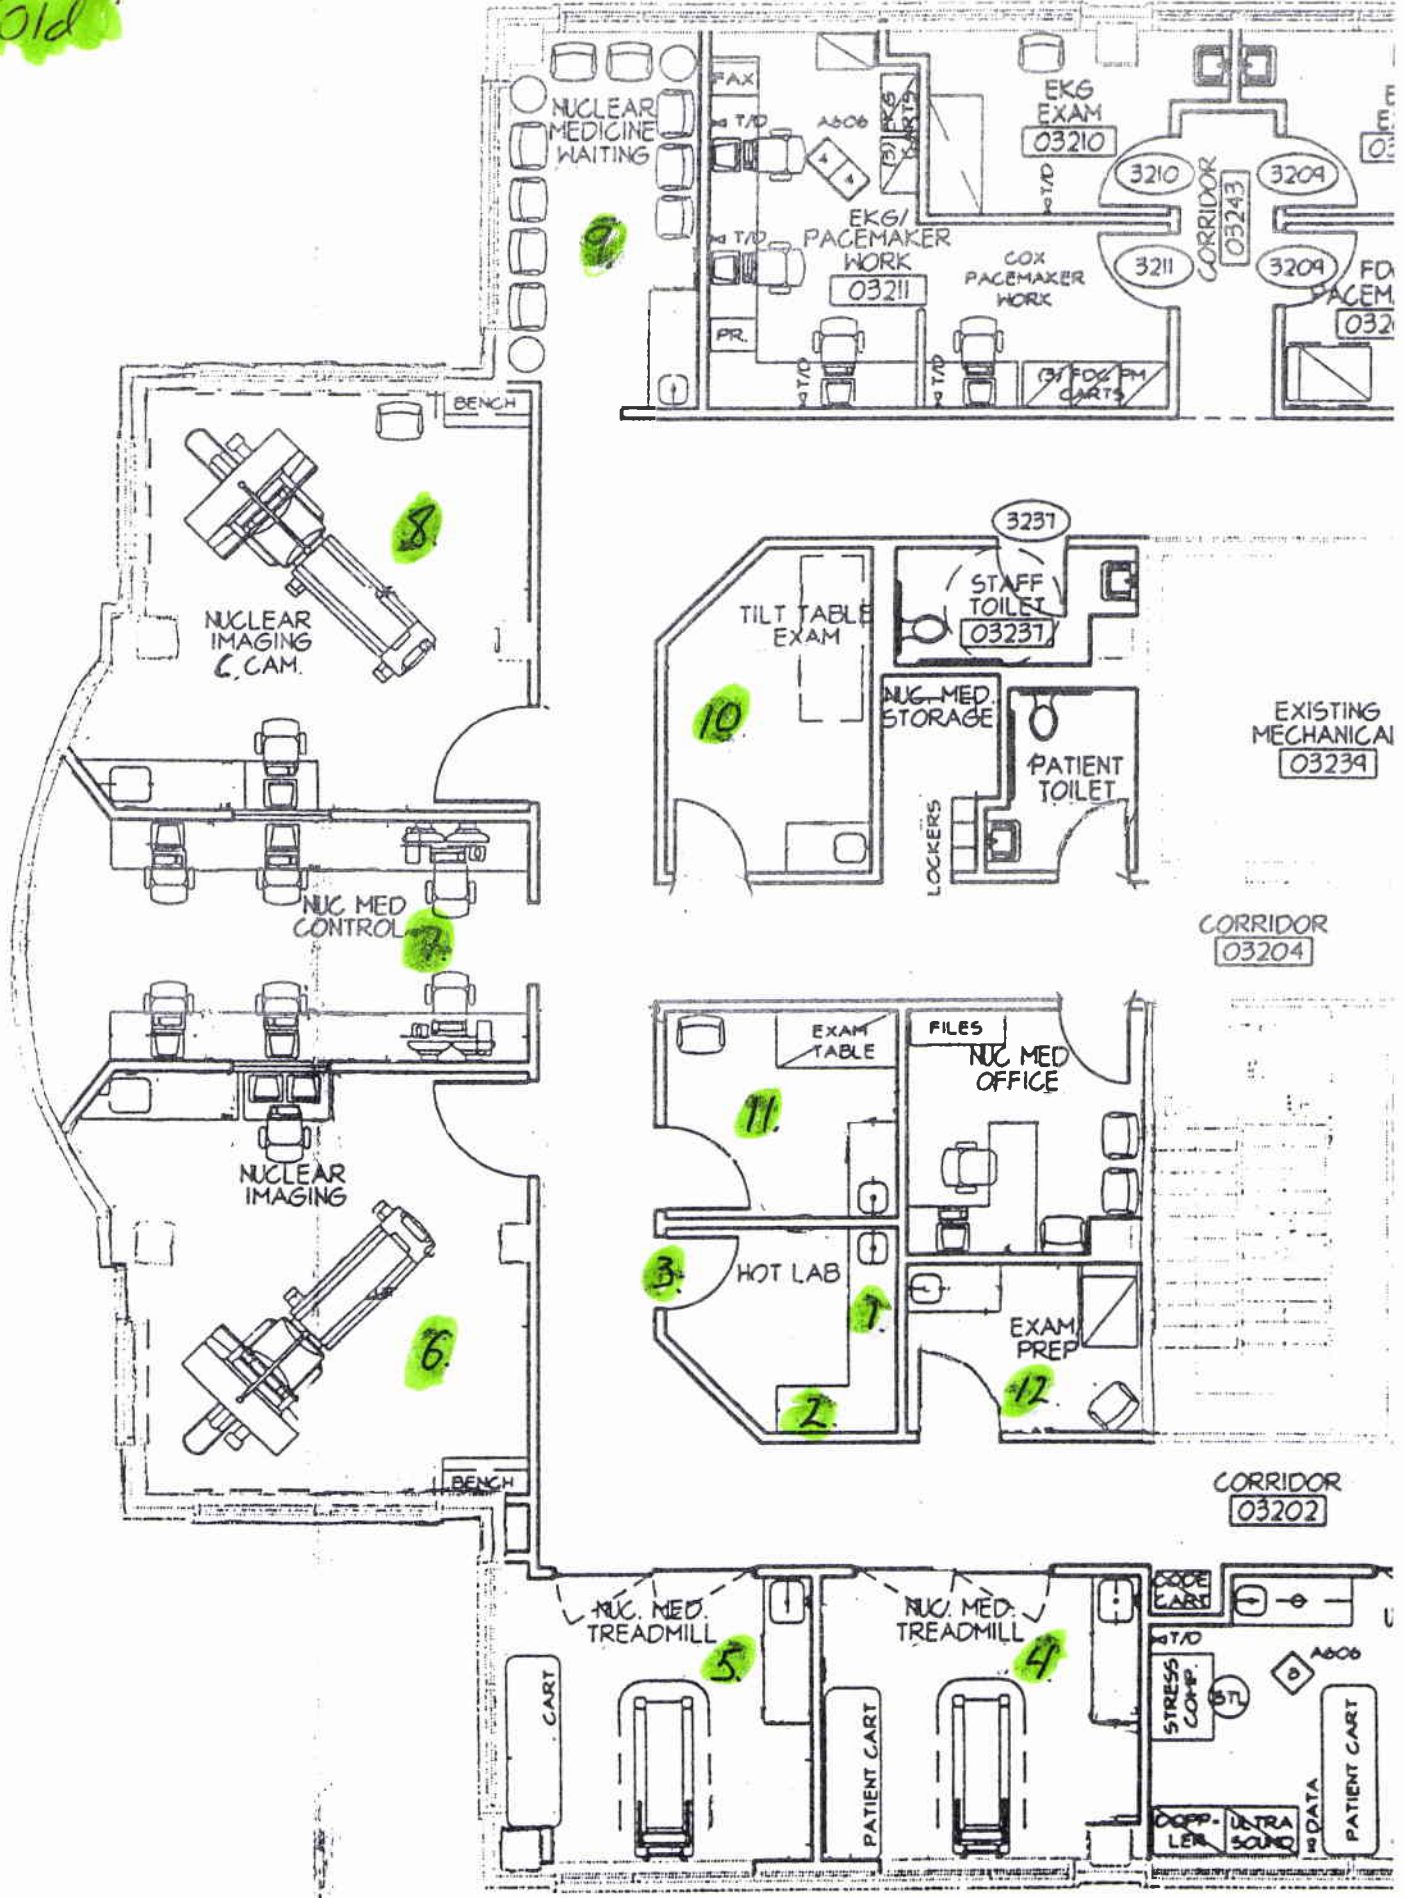 Old
NUCLEAR
MEDICINE
WAITING
9
FAX
T/D
A606
4
4
(3) EKG
CARTS
EKG
EXAM
03210
T/D
3210
3209
CORRIDOR
03243
3211
3209
T/D
EKG/
PACEMAKER
WORK
03211
COX
PACEMAKER
WORK
PR.
T/D
T/D
(3) FDG/PM
CARTS
BENCH
8.
NUCLEAR
IMAGING
C. CAM.
3237
STAFF
TOILET
03237
TILT TABLE
EXAM
10
NUC. MED.
STORAGE
PATIENT
TOILET
LOCKERS
EXISTING
03239
NUC MED
CONTROL
7.
CORRIDOR
03204
EXAM
TABLE
FILES
NUC MED
OFFICE
11.
NUCLEAR
IMAGING
6.
3.
HOT LAB
1
2.
EXAM
PREP
12.
BENCH
CORRIDOR
03202
NUC. MED.
TREADMILL
5.
CART
NUC. MED.
TREADMILL
4.
PATIENT CART
CODE
CART
T/D
A606
STRESS
COMP.
DATA
PATIENT CART
DOPP-
LER
ULTRA
SOUND